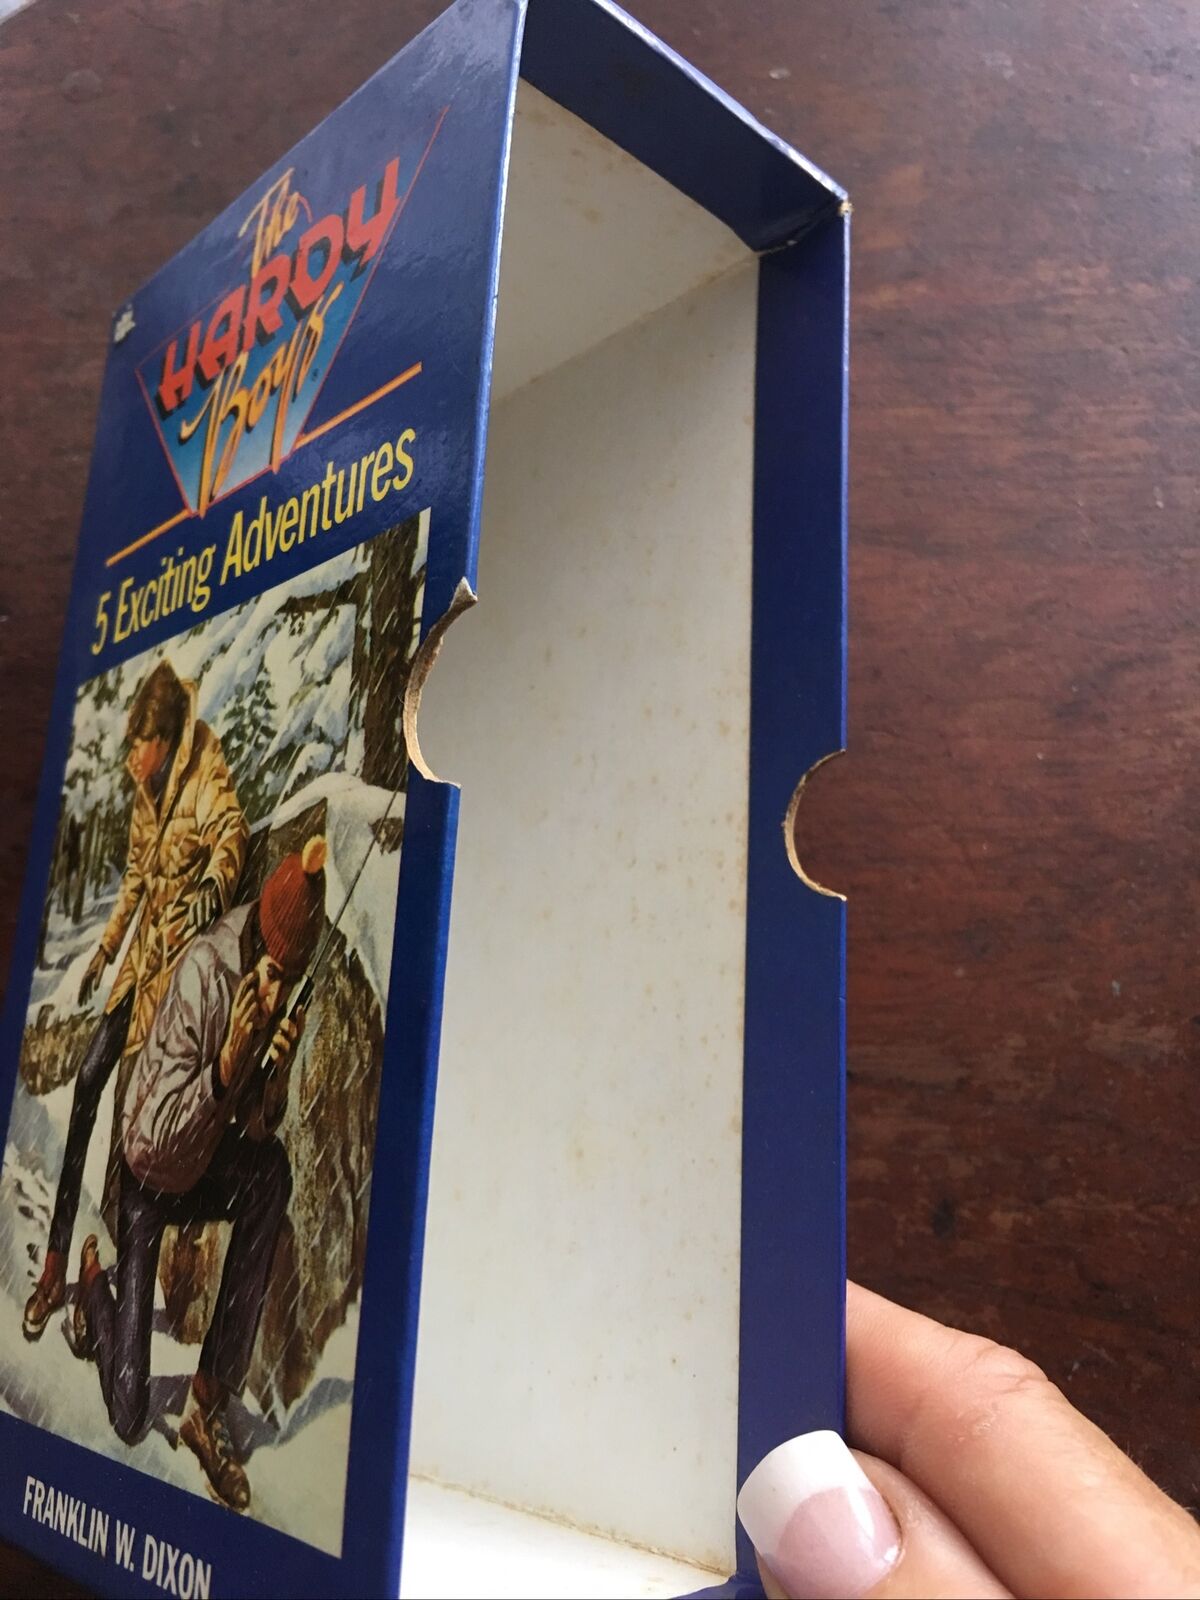 The
HARDY
Boys®
5 Exciting Adventures
FRANKLIN W. DIXON